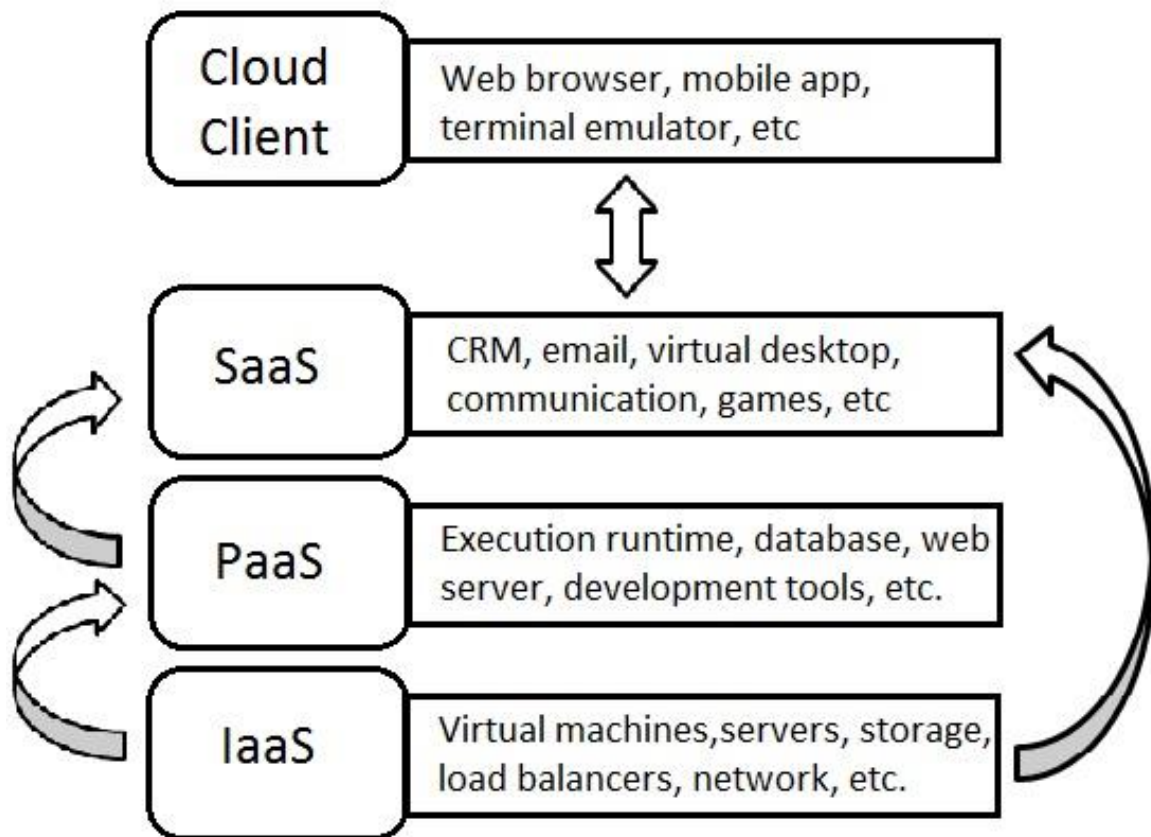 Cloud
Client
Web browser, mobile app,
terminal emulator, etc
SaaS
CRM, email, virtual desktop,
communication, games, etc
PaaS
Execution runtime, database, web
server, development tools, etc.
IaaS
Virtual machines,servers, storage,
load balancers, network, etc.